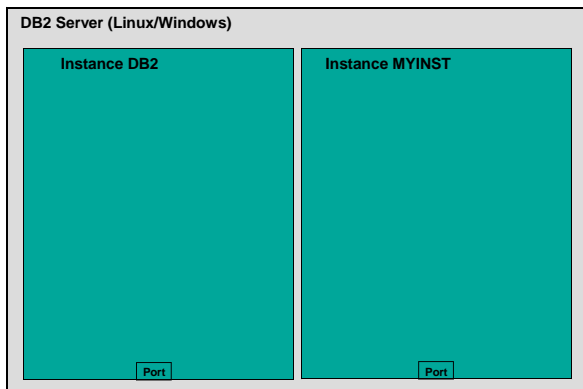 DB2 Server (Linux/Windows)
Instance DB2
Instance MYINST
Port
Port